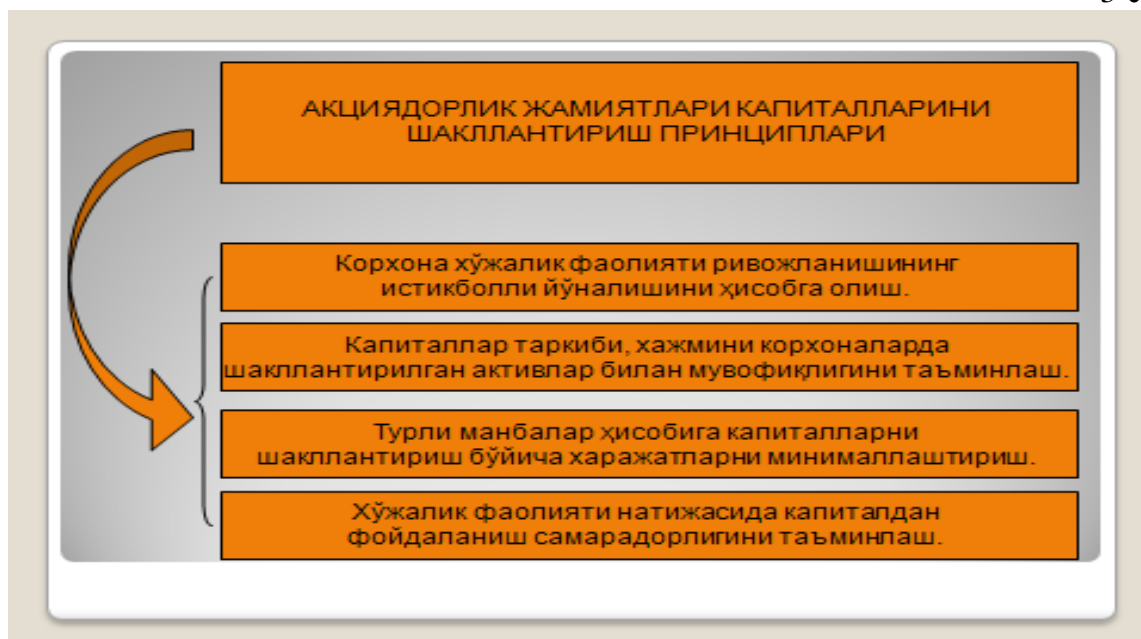 АКЦИЯДОРЛИК ЖАМИЯТЛАРИ КАПИТАЛЛАРИНИ
ШАКЛЛАНТИРИШ ПРИНЦИПЛАРИ
Корхона хўжалик фаолияти ривожланишининг
истикболли йўналишини ҳисобга олиш.
Капиталлар таркиби, хажмини корхоналарда
шакллантирилган активлар билан мувофиқлигини таъминлаш.
Турли манбалар ҳисобига капиталларни
шакллантириш бўйича харажатларни минималлаштириш.
Хўжалик фаолияти натижасида капиталдан
фойдаланиш самарадорлигини таъминлаш.